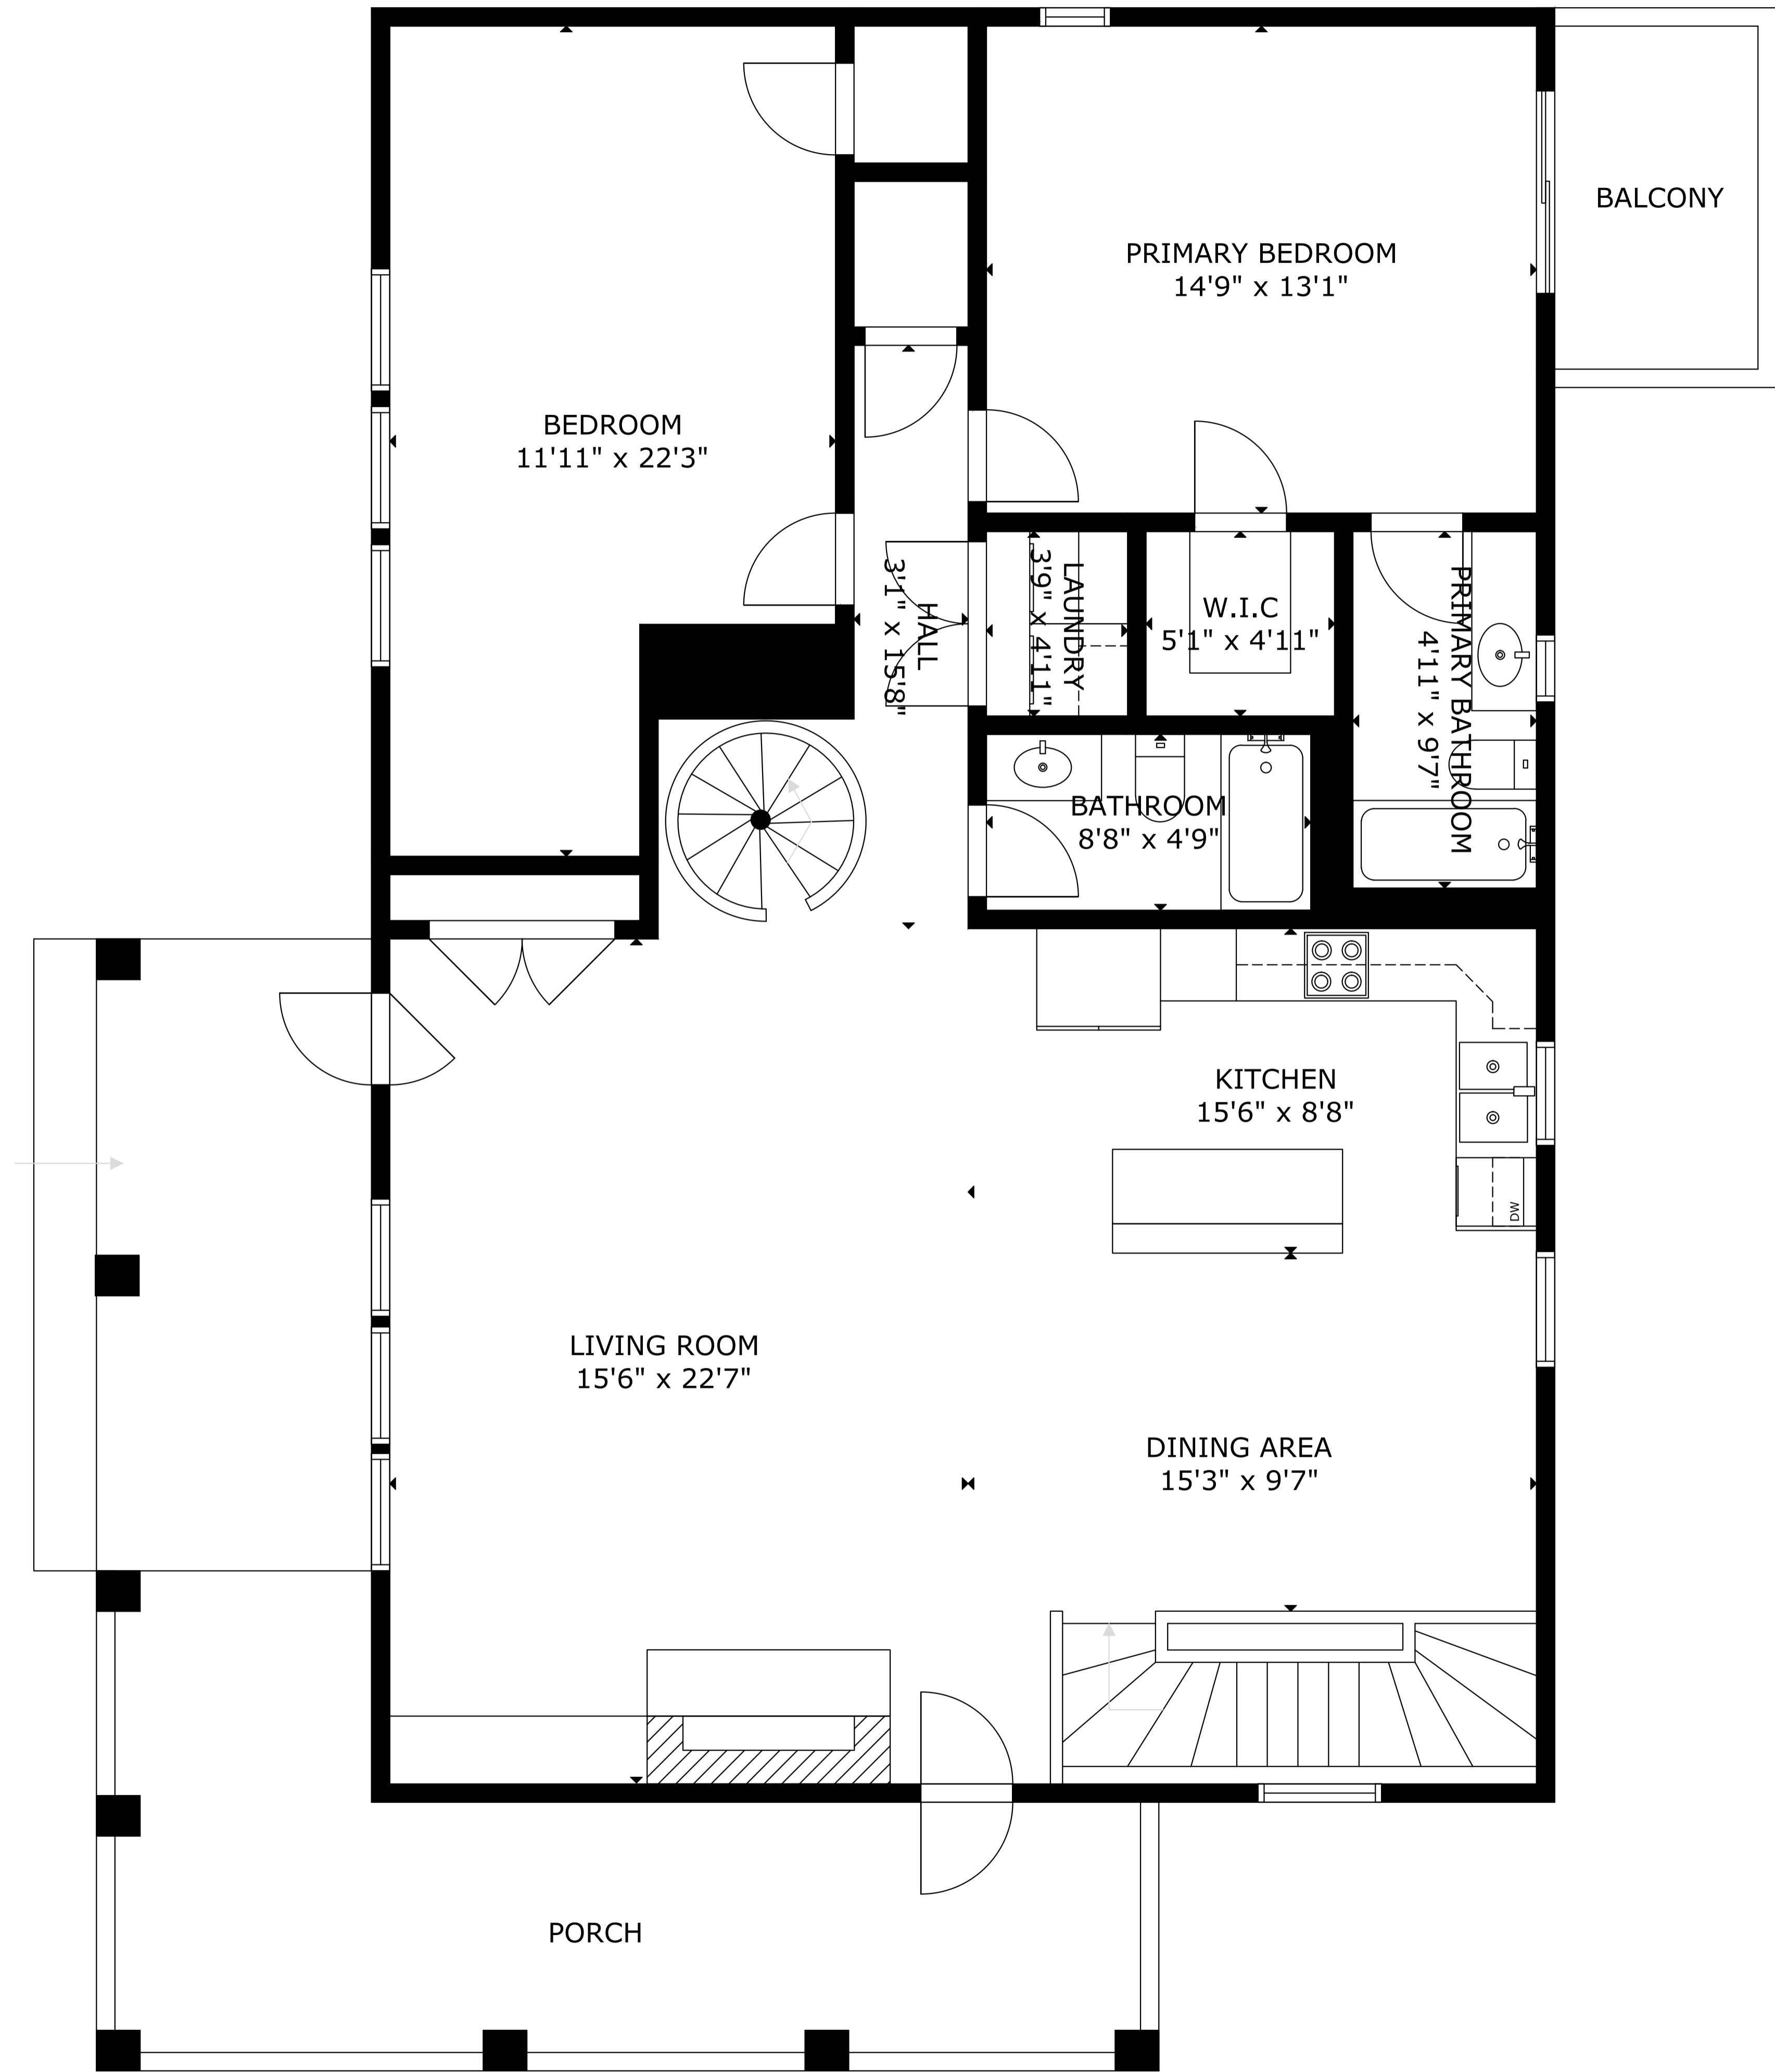 BALCONY
PRIMARY BEDROOM
14'9" x 13'1"
BEDROOM
11'11" x 22'3"
HALL
3'1" x 15'8"
LAUNDRY
3'9" x 4'11"
W.I.C
5'1" x 4'11"
PRIMARY BATHROOM
4'11" x 9'7"
BATHROOM
8'8" x 4'9"
KITCHEN
15'6" x 8'8"
DW
LIVING ROOM
15'6" x 22'7"
DINING AREA
15'3" x 9'7"
PORCH